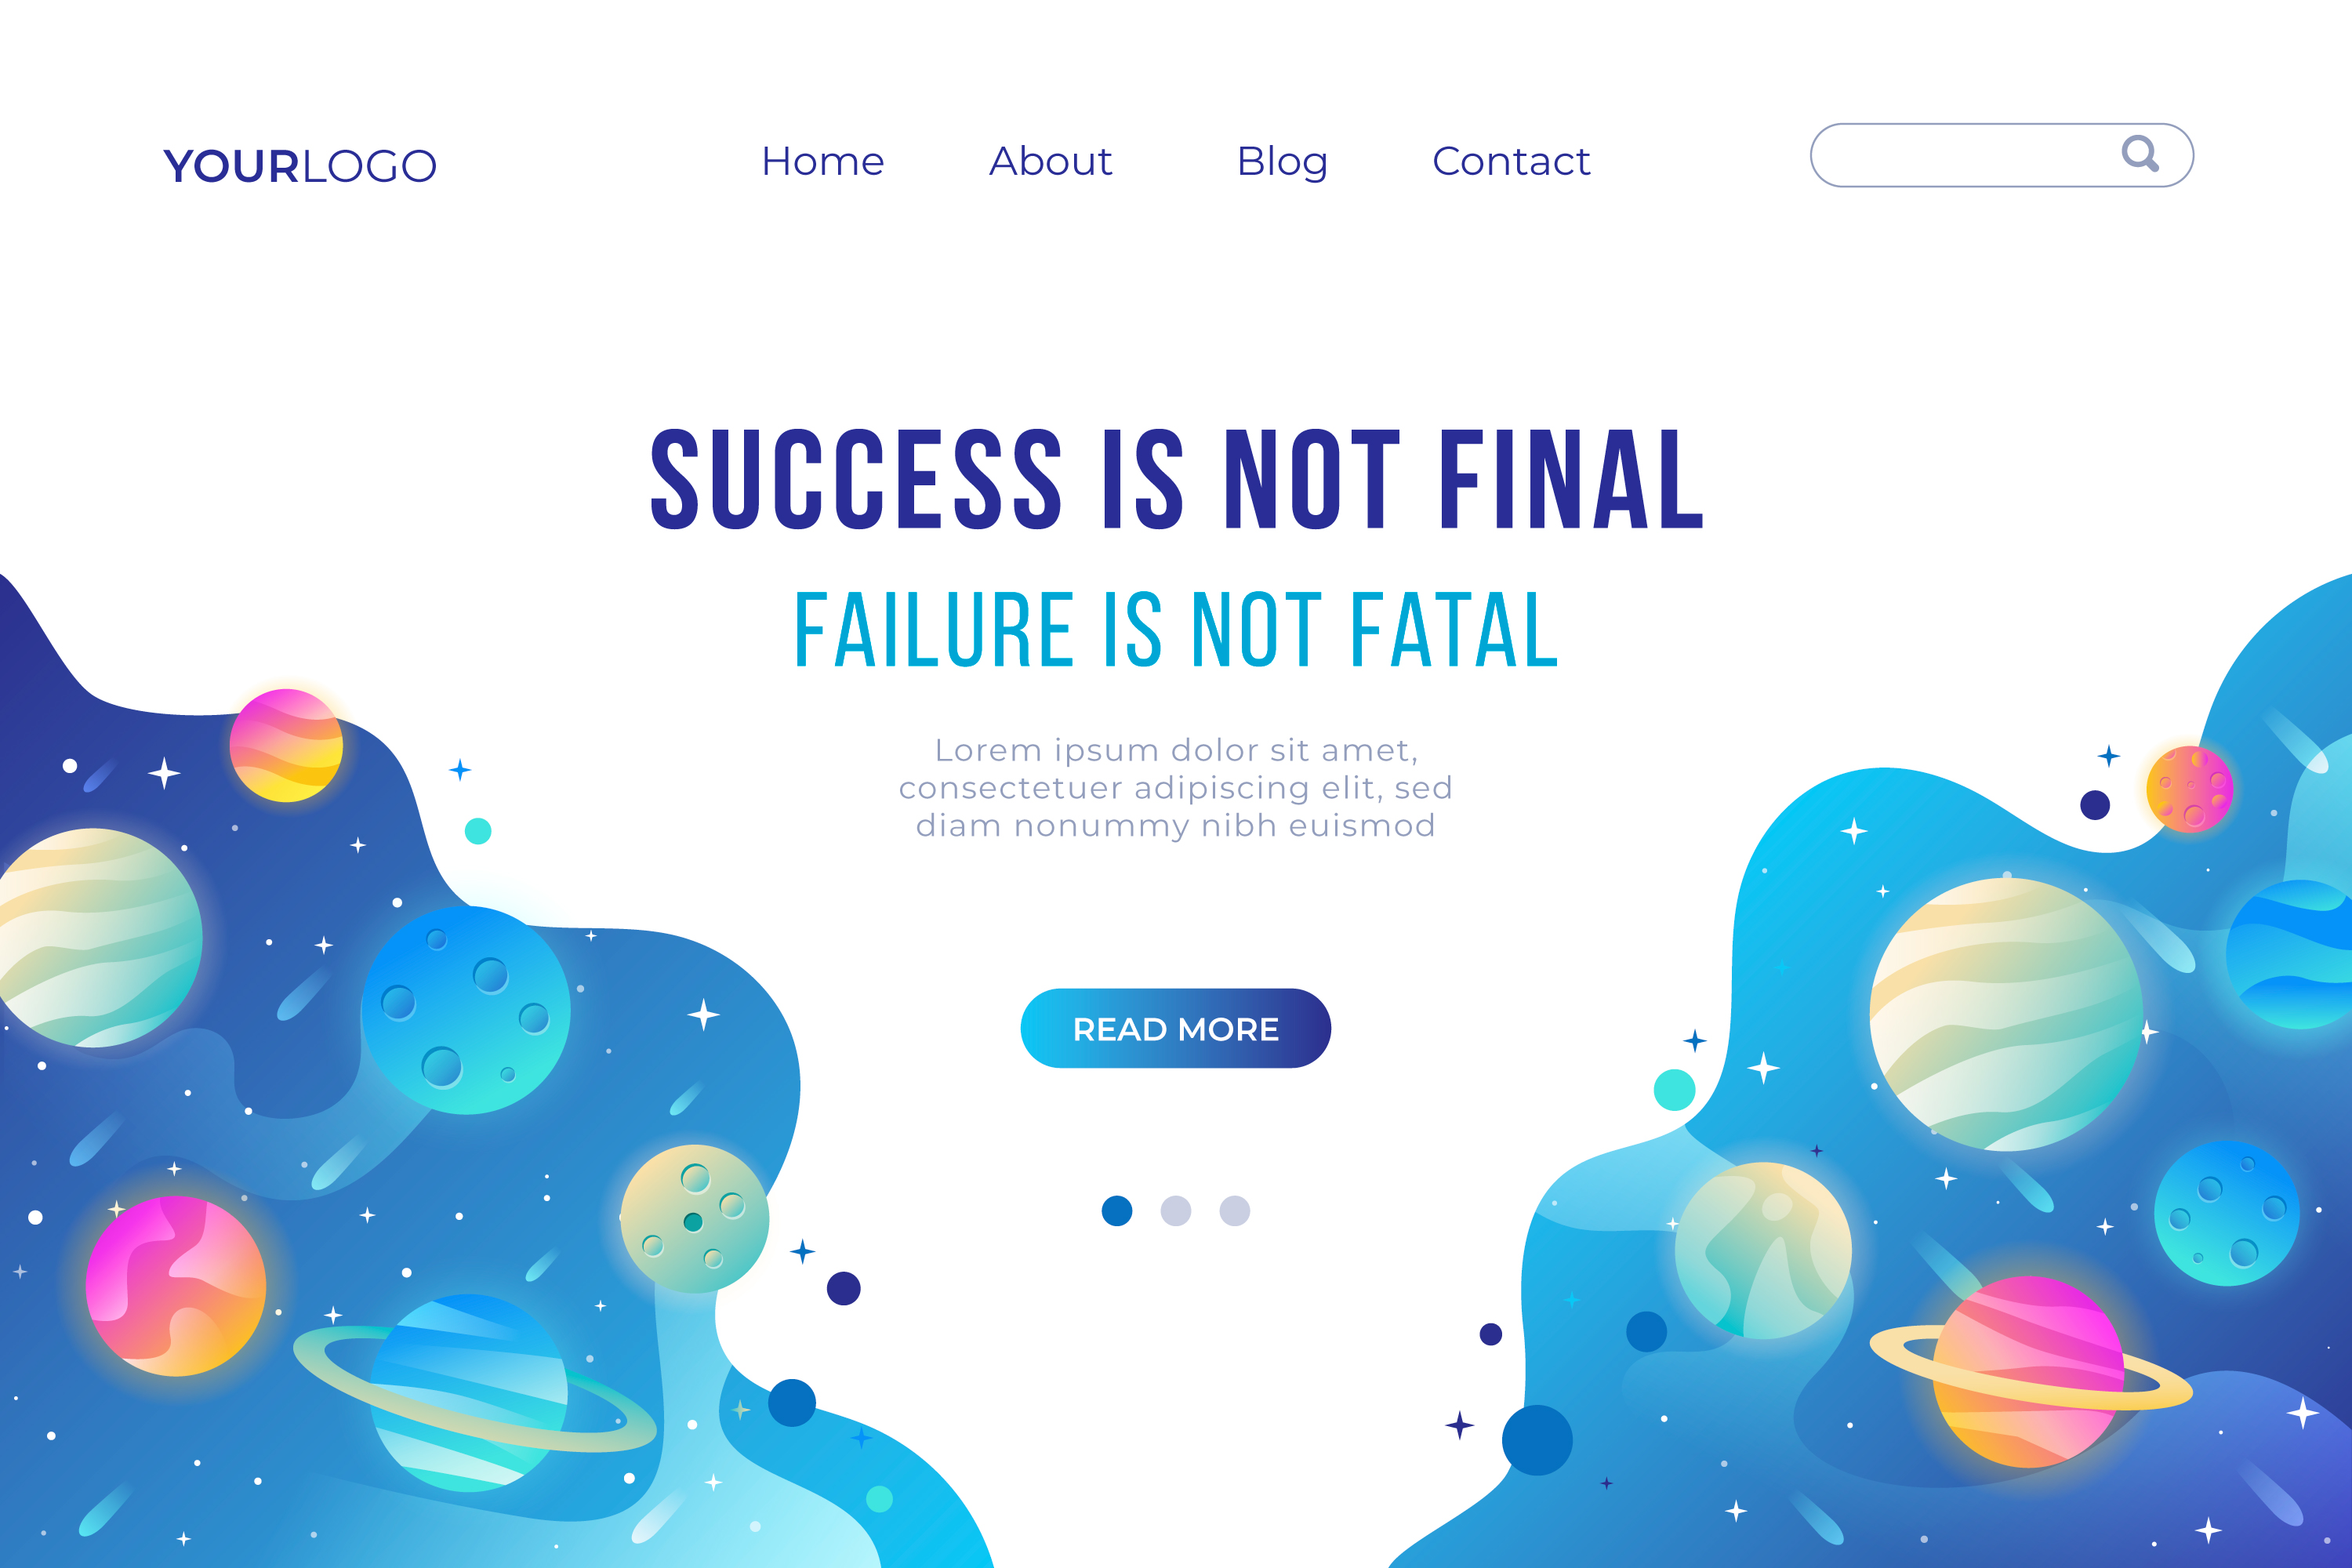 YOURLOGO
Home About Blog Contact
SUCCESS IS NOT FINAL
FAILURE IS NOT FATAL
Lorem ipsum dolor sit amet,
consectetuer adipiscing elit, sed
diam nonummy nibh euismod
READ MORE